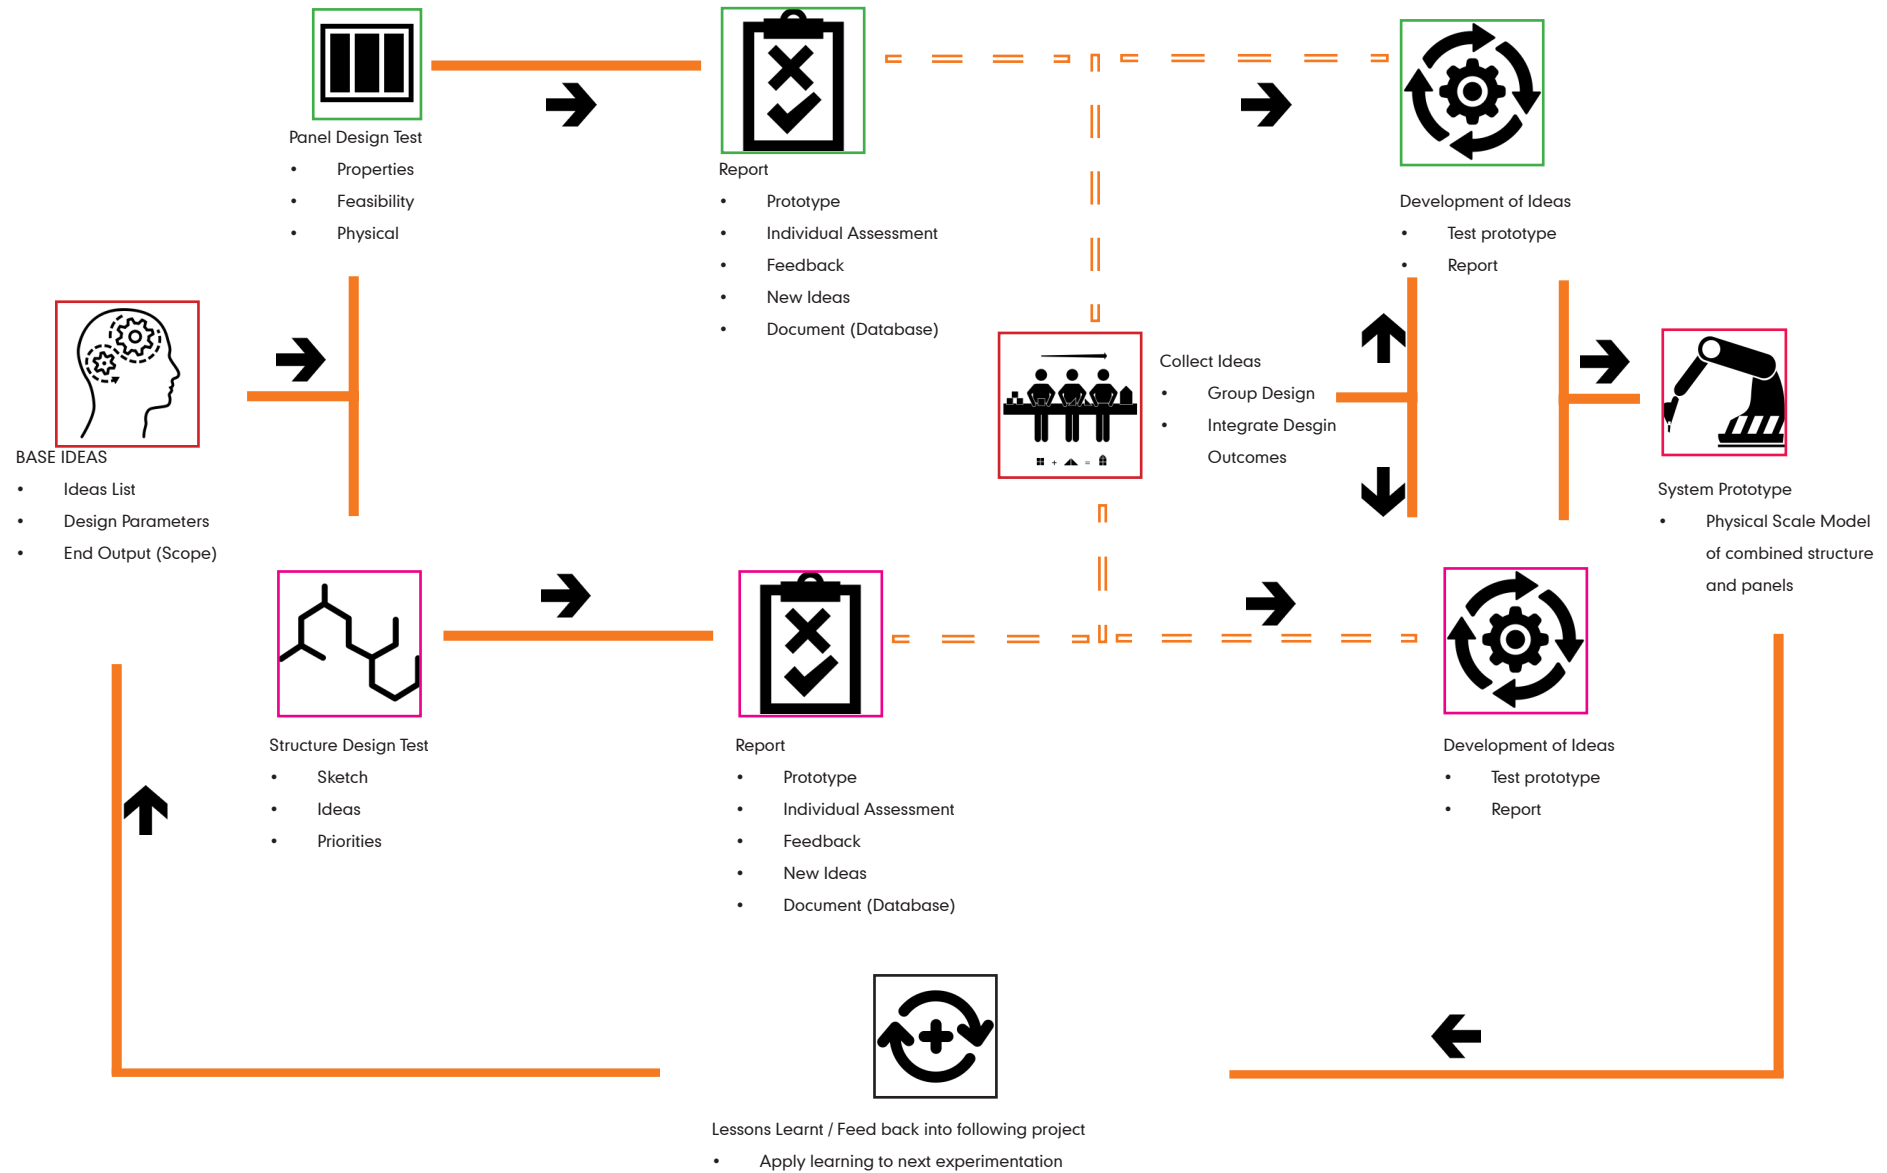 Panel Design Test
• Properties
• Feasibility
• Physical
Report
• Prototype
• Individual Assessment
• Feedback
• New Ideas
• Document (Database)
Development of Ideas
• Test prototype
• Report
BASE IDEAS
• Ideas List
• Design Parameters
• End Output (Scope)
Collect Ideas
• Group Design
• Integrate Desgin
Outcomes
+ =
System Prototype
• Physical Scale Model
of combined structure
and panels
Structure Design Test
• Sketch
• Ideas
• Priorities
Report
• Prototype
• Individual Assessment
• Feedback
• New Ideas
• Document (Database)
Development of Ideas
• Test prototype
• Report
Lessons Learnt / Feed back into following project
• Apply learning to next experimentation